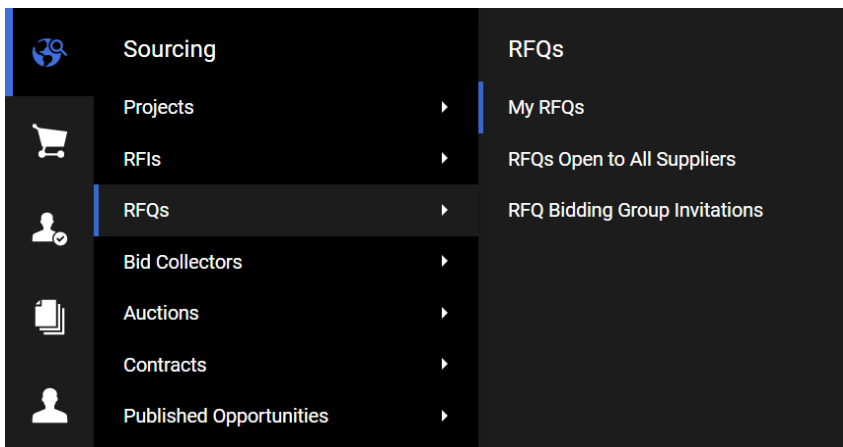 Sourcing
Projects
RFIs
RFQs
Bid Collectors
Auctions
Contracts
Published Opportunities
RFQs
My RFQs
RFQs Open to All Suppliers
RFQ Bidding Group Invitations